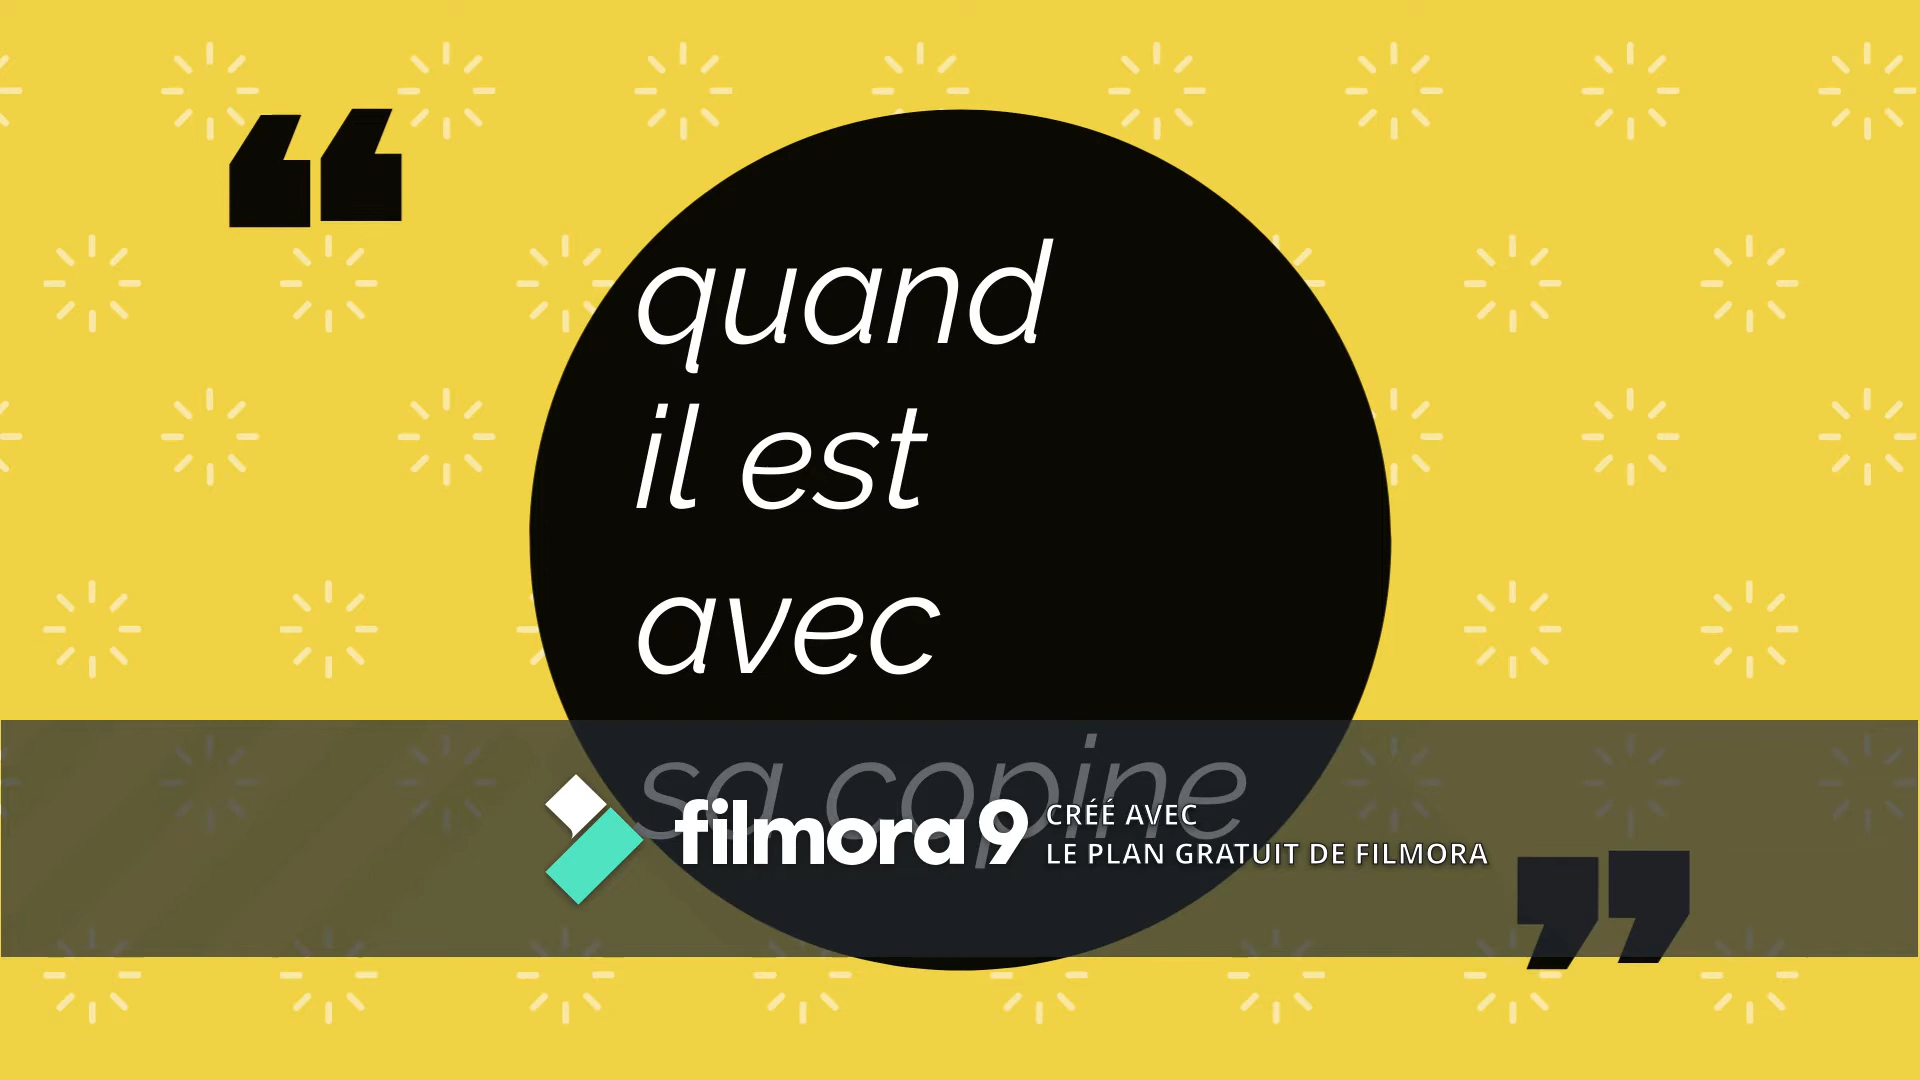 “
quand
il est
avec
sa copine
filmora9 CRÉÉ AVEC
LE PLAN GRATUIT DE FILMORA
”